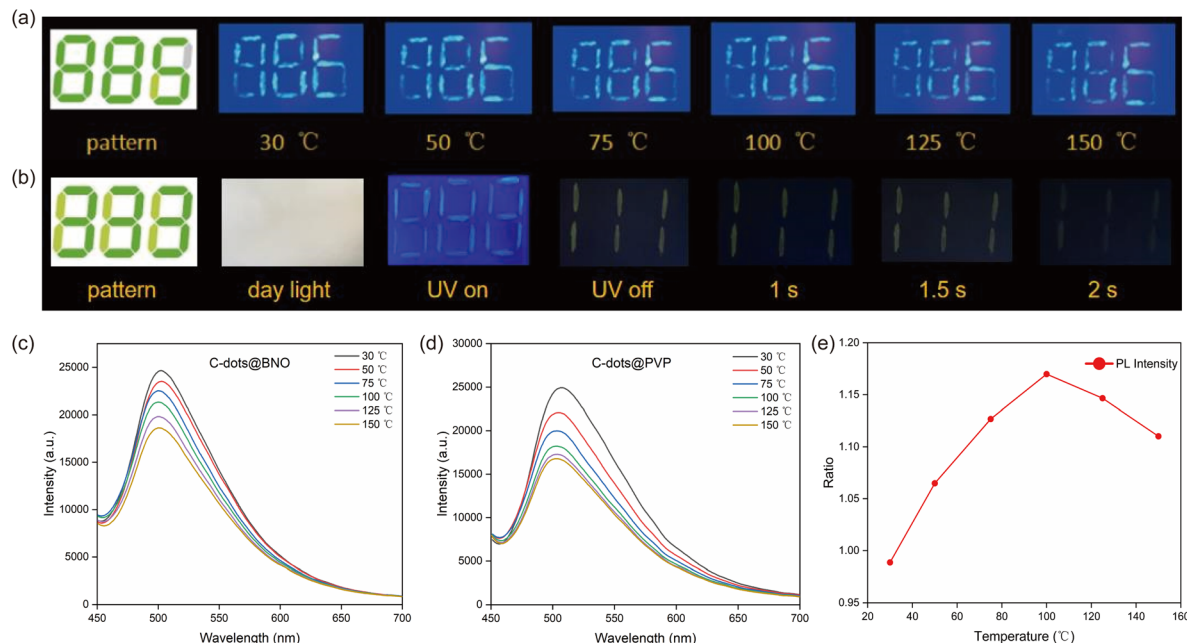 (a)
pattern
30 ℃
50 ℃
75 ℃
100 ℃
125 ℃
150 ℃
(b)
pattern
day light
UV on
UV off
1 s
1.5 s
2 s
(c)
C-dots@BNO
30 ℃
50 ℃
75 ℃
100 ℃
125 ℃
150 ℃
25000
20000
15000
10000
5000
0
Intensity (a.u.)
450 500 550 600 650 700
Wavelength (nm)
(d)
C-dots@PVP
30 ℃
50 ℃
75 ℃
100 ℃
125 ℃
150 ℃
30000
25000
20000
15000
10000
5000
0
Intensity (a.u.)
450 500 550 600 650 700
Wavelength (nm)
(e)
PL Intensity
1.20
1.15
1.10
1.05
1.00
0.95
Ratio
20 40 60 80 100 120 140 160
Temperature (℃)